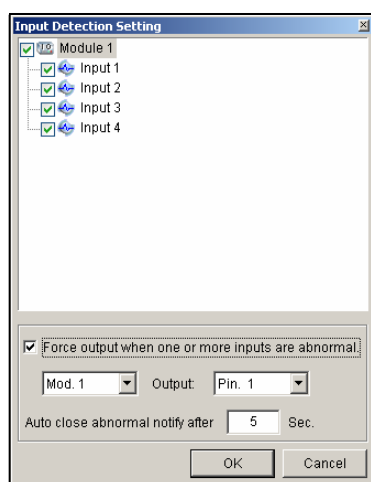 Input Detection Setting
Module 1
Input 1
Input 2
Input 3
Input 4
Force output when one or more inputs are abnormal.
Mod. 1 Output: Pin. 1
Auto close abnormal notify after 5 Sec.
OK Cancel